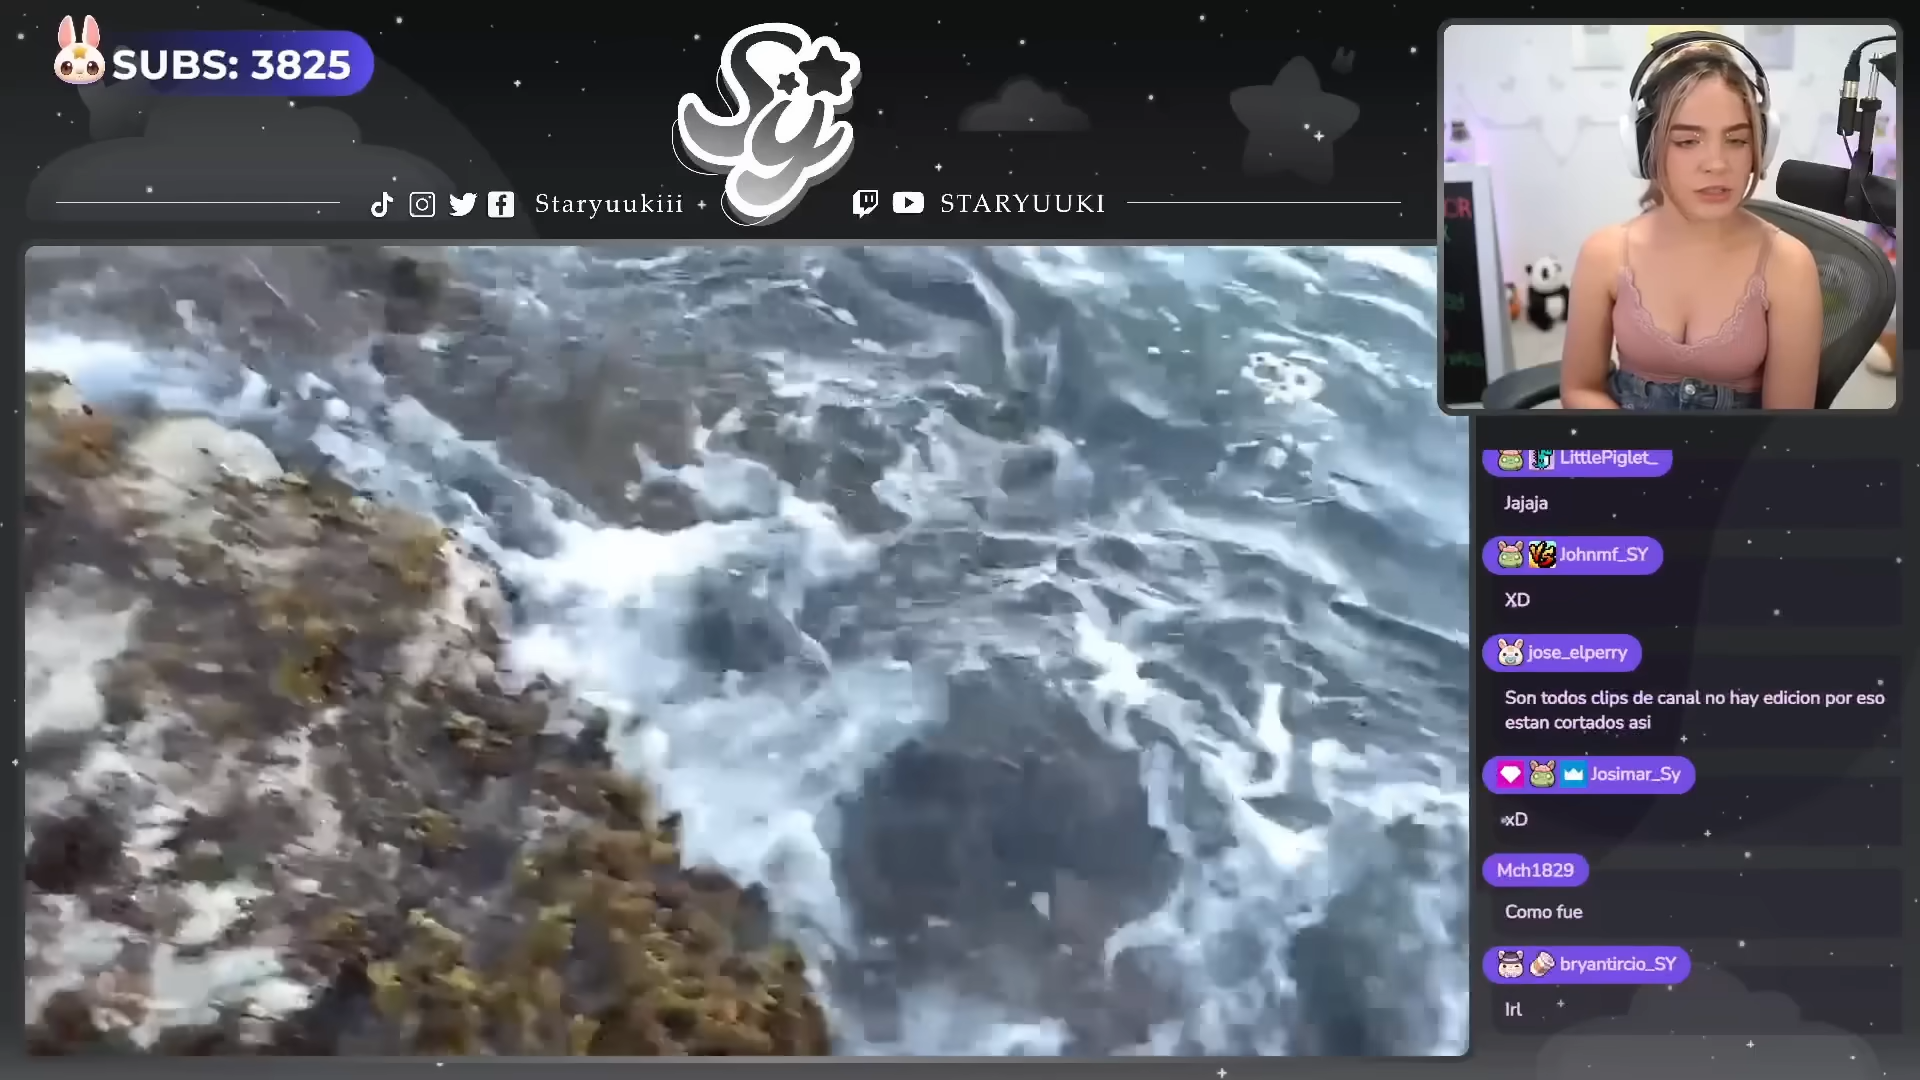 SUBS: 3825
Sy
Staryuukiii
STARYUUKI
LittlePiglet_
Jajaja
Johnmf_SY
XD
jose_elperry
Son todos clips de canal no hay edicion por eso
estan cortados asi
Josimar_Sy
xD
Mch1829
Como fue
bryantircio_SY
Irl